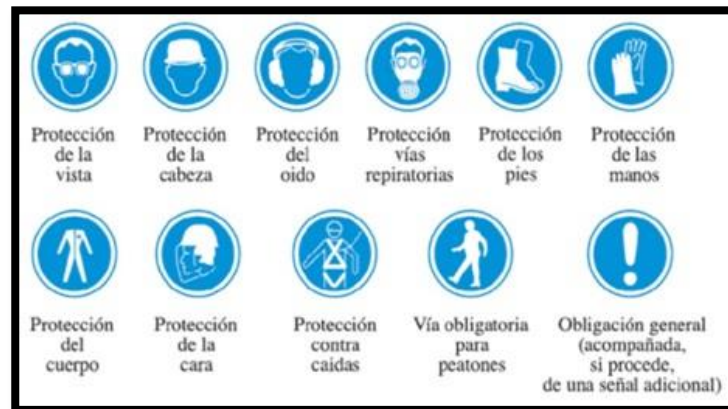 Protección
de la
vista
Protección
de la
cabeza
Protección
del
oido
Protección
vías
repiratorias
Protección
de los
pies
Protección
de las
manos
Protección
del
cuerpo
Protección
de la
cara
Protección
contra
caidas
Vía obligatoria
para
peatones
Obligación general
(acompañada,
si procede,
de una señal adicional)